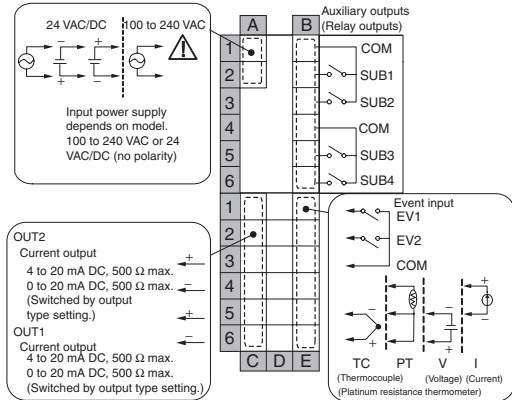 24 VAC/DC
100 to 240 VAC
Input power supply
depends on model.
100 to 240 VAC or 24
VAC/DC (no polarity)
A
B
1
2
3
4
5
6
1
2
3
4
5
6
C D E
Auxiliary outputs
(Relay outputs)
COM
SUB1
SUB2
COM
SUB3
SUB4
OUT2
Current output
4 to 20 mA DC, 500 Ω max.
0 to 20 mA DC, 500 Ω max.
(Switched by output
type setting.)
OUT1
Current output
4 to 20 mA DC, 500 Ω max.
0 to 20 mA DC, 500 Ω max.
(Switched by output type setting.)
Event input
EV1
EV2
COM
TC PT V I
(Thermocouple) (Voltage) (Current)
(Platinum resistance thermometer)